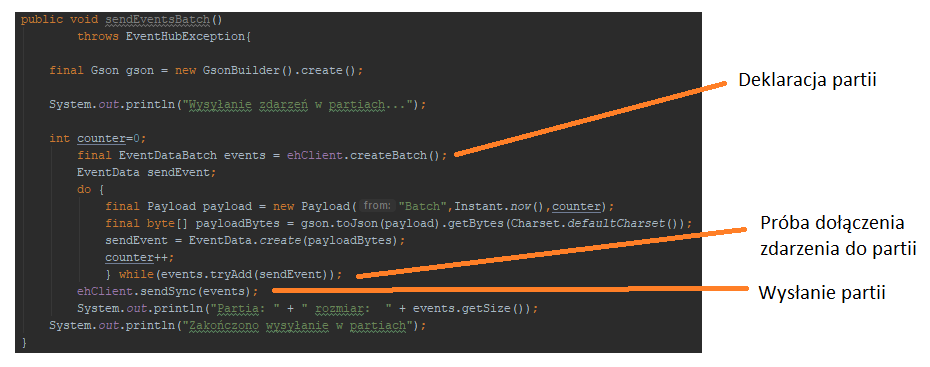 public void sendEventsBatch()
throws EventHubException{
final Gson gson = new GsonBuilder().create();
System.out.println("Wysyłanie zdarzeń w partiach...");
int counter=0;
final EventDataBatch events = ehClient.createBatch();
EventData sendEvent;
do {
final Payload payload = new Payload( from: "Batch",Instant.now(),counter);
final byte[] payloadBytes = gson.toJson(payload).getBytes(Charset.defaultCharset());
sendEvent = EventData.create(payloadBytes);
counter++;
} while(events.tryAdd(sendEvent));
ehClient.sendSync(events);
System.out.println("Partia: " + " rozmiar:  " + events.getSize());
System.out.println("Zakończono wysyłanie w partiach");
}
Deklaracja partii
Próba dołączenia
zdarzenia do partii
Wysłanie partii